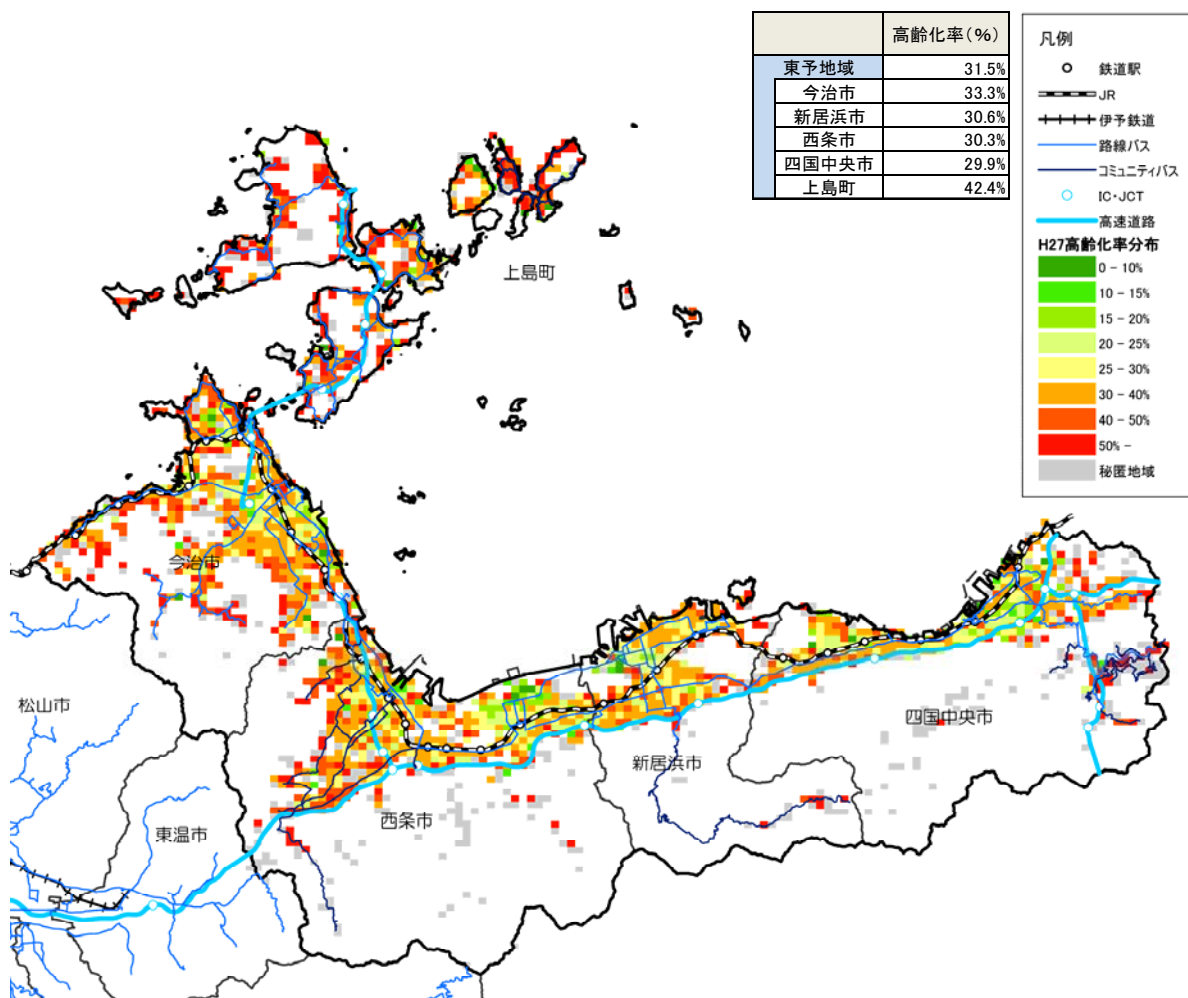 高齢化率(%)
東予地域 31.5%
今治市 33.3%
新居浜市 30.6%
西条市 30.3%
四国中央市 29.9%
上島町 42.4%
凡例
鉄道駅
JR
伊予鉄道
路線バス
コミュニティバス
IC・JCT
高速道路
H27高齢化率分布
0 - 10%
10 - 15%
15 - 20%
20 - 25%
25 - 30%
30 - 40%
40 - 50%
50% -
秘匿地域
上島町
今治市
松山市
東温市
西条市
新居浜市
四国中央市